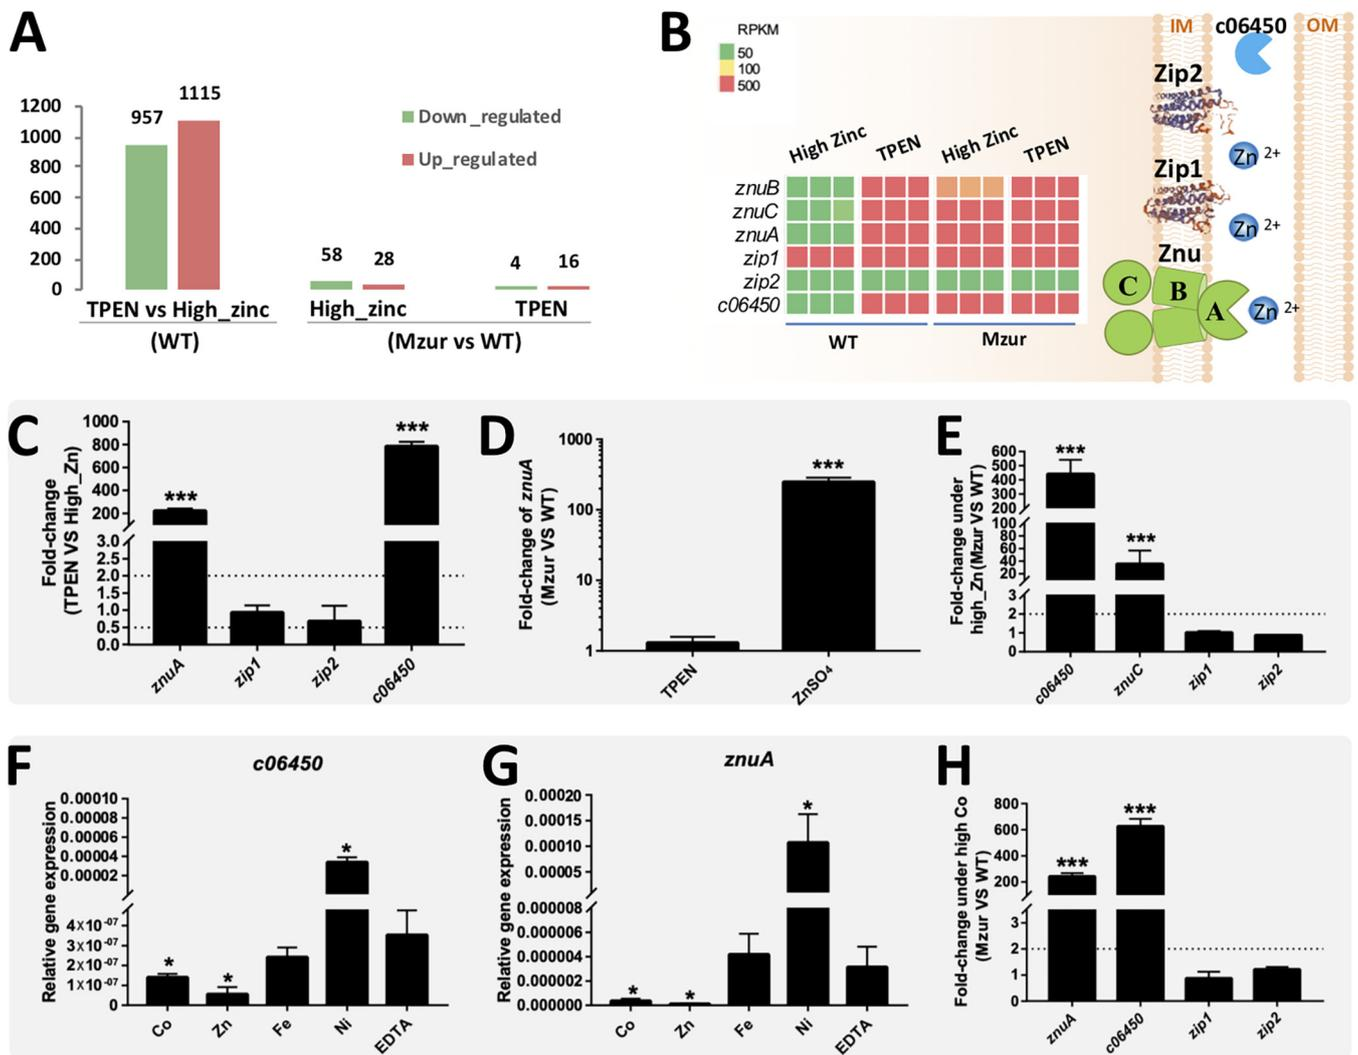 A
1200
1000
800
600
400
200
0
957
1115
58
28
4
16
Down_regulated
Up_regulated
TPEN vs High_zinc
High_zinc
TPEN
(WT)
(Mzur vs WT)
B
RPKM
50
100
500
High Zinc
TPEN
High Zinc
TPEN
znuB
znuC
znuA
zip1
zip2
c06450
WT
Mzur
IM
c06450
OM
Zip2
Zn 2+
Zip1
Zn 2+
Znu
C
B
A
Zn 2+
C
Fold-change
(TPEN VS High_Zn)
1000
800
600
400
200
3.0
2.5
2.0
1.5
1.0
0.5
0.0
***
***
znuA
zip1
zip2
c06450
D
Fold-change of znuA
(Mzur VS WT)
1000
100
10
1
***
TPEN
ZnSO4
E
Fold-change under
high_Zn(Mzur VS WT)
600
500
400
300
200
100
80
60
40
20
3
2
1
0
***
***
c06450
znuC
zip1
zip2
F
c06450
Relative gene expression
0.00010
0.00008
0.00006
0.00004
0.00002
4×10-07
3×10-07
2×10-07
1×10-07
0
*
*
*
Co
Zn
Fe
Ni
EDTA
G
znuA
Relative gene expression
0.00020
0.00015
0.00010
0.00005
0.000008
0.000006
0.000004
0.000002
0.000000
*
*
*
Co
Zn
Fe
Ni
EDTA
H
Fold-change under high Co
(Mzur VS WT)
800
600
400
200
3
2
1
0
***
***
znuA
c06450
zip1
zip2